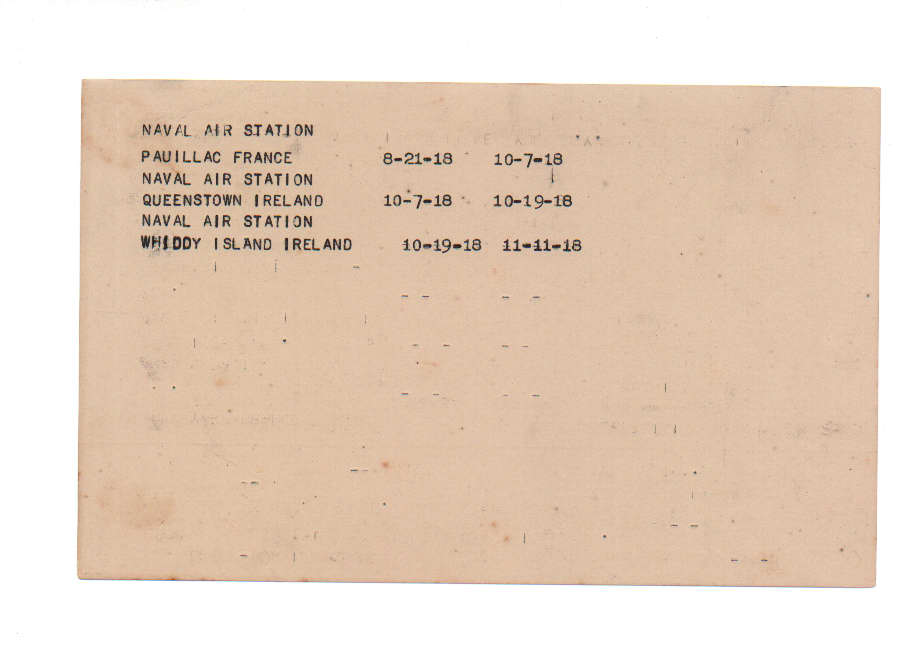 NAVAL AIR STATION
PAUILLAC FRANCE 8-21-18 10-7-18
NAVAL AIR STATION
QUEENSTOWN IRELAND 10-7-18 10-19-18
NAVAL AIR STATION
WHIDDY ISLAND IRELAND 10-19-18 11-11-18